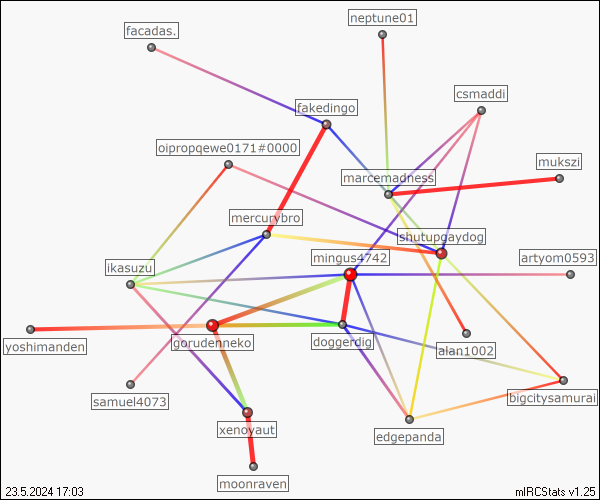 neptune01
facadas.
csmaddi
fakedingo
oipropqewe0171#0000
mukszi
marcemadness
mercurybro
shutupgaydog
mingus4742
artyom0593
ikasuzu
gorudenneko
doggerdig
yoshimanden
alan1002
bigcitysamurai
samuel4073
xenoyaut
edgepanda
moonraven
23.5.2024 17:03
mIRCStats v1.25